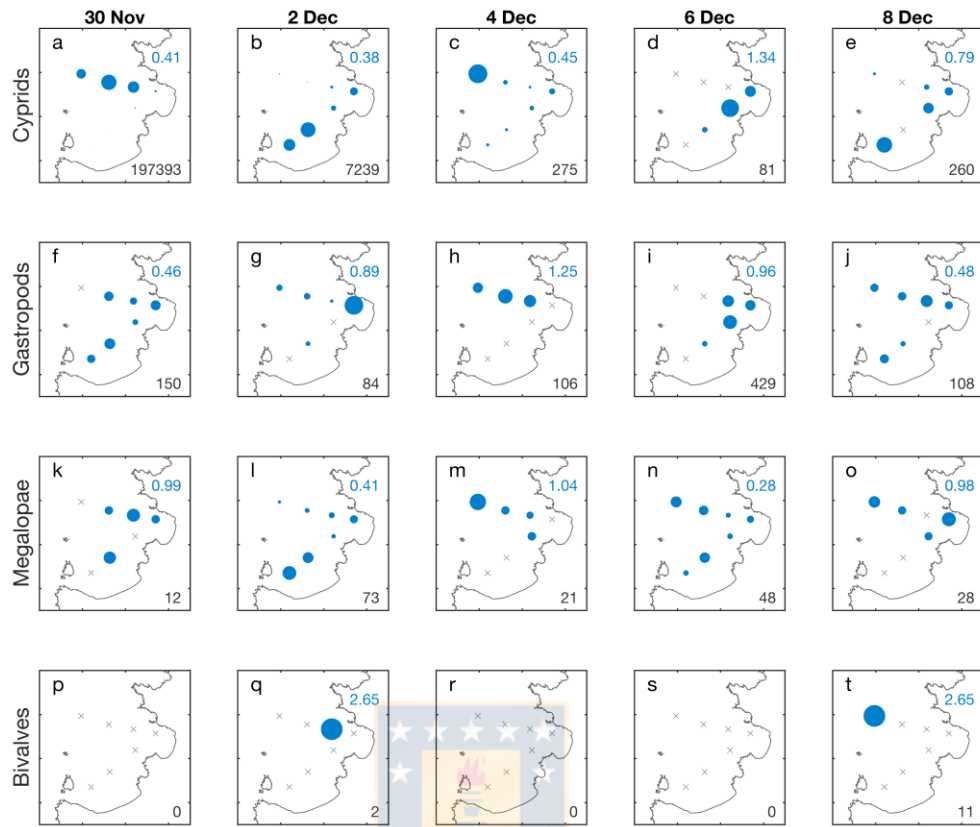 30 Nov 2 Dec 4 Dec 6 Dec 8 Dec
Cyprids
a 0.41 197393
b 0.38 7239
c 0.45 275
d 1.34 81
e 0.79 260
Gastropods
f 0.46 150
g 0.89 84
h 1.25 106
i 0.96 429
j 0.48 108
Megalopae
k 0.99 12
l 0.41 73
m 1.04 21
n 0.28 48
o 0.98 28
Bivalves
p 0
q 2.65 2
r 0
s 0
t 2.65 11